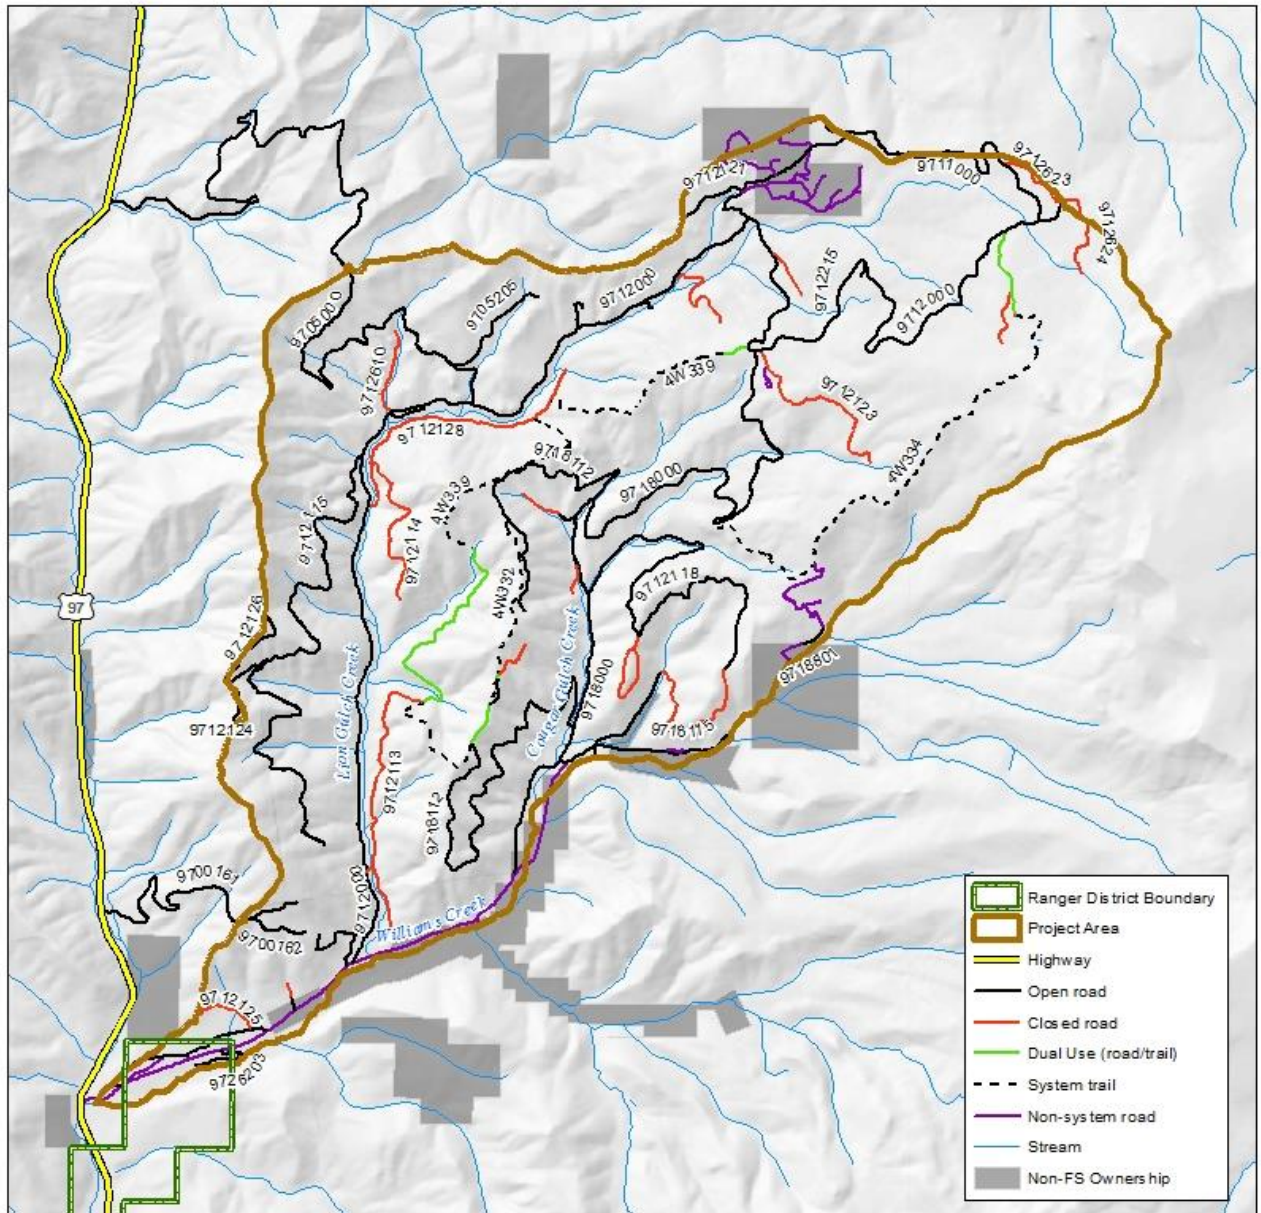 9712127
9711000
9712623
9712624
9705000
9705205
9712000
9712215
9712000
9712610
4W339
9712123
9712128
9718112
4W339
9718000
4W334
9712115
9712114
4W332
9712118
97
9712126
Lion Gulch Creek
Cougar Gulch Creek
9718000
9718801
9712124
9718115
9712113
9718112
9700161
9712000
Williams Creek
9700762
9712125
9726203
Ranger District Boundary
Project Area
Highway
Open road
Closed road
Dual Use (road/trail)
System trail
Non-system road
Stream
Non-FS Ownership